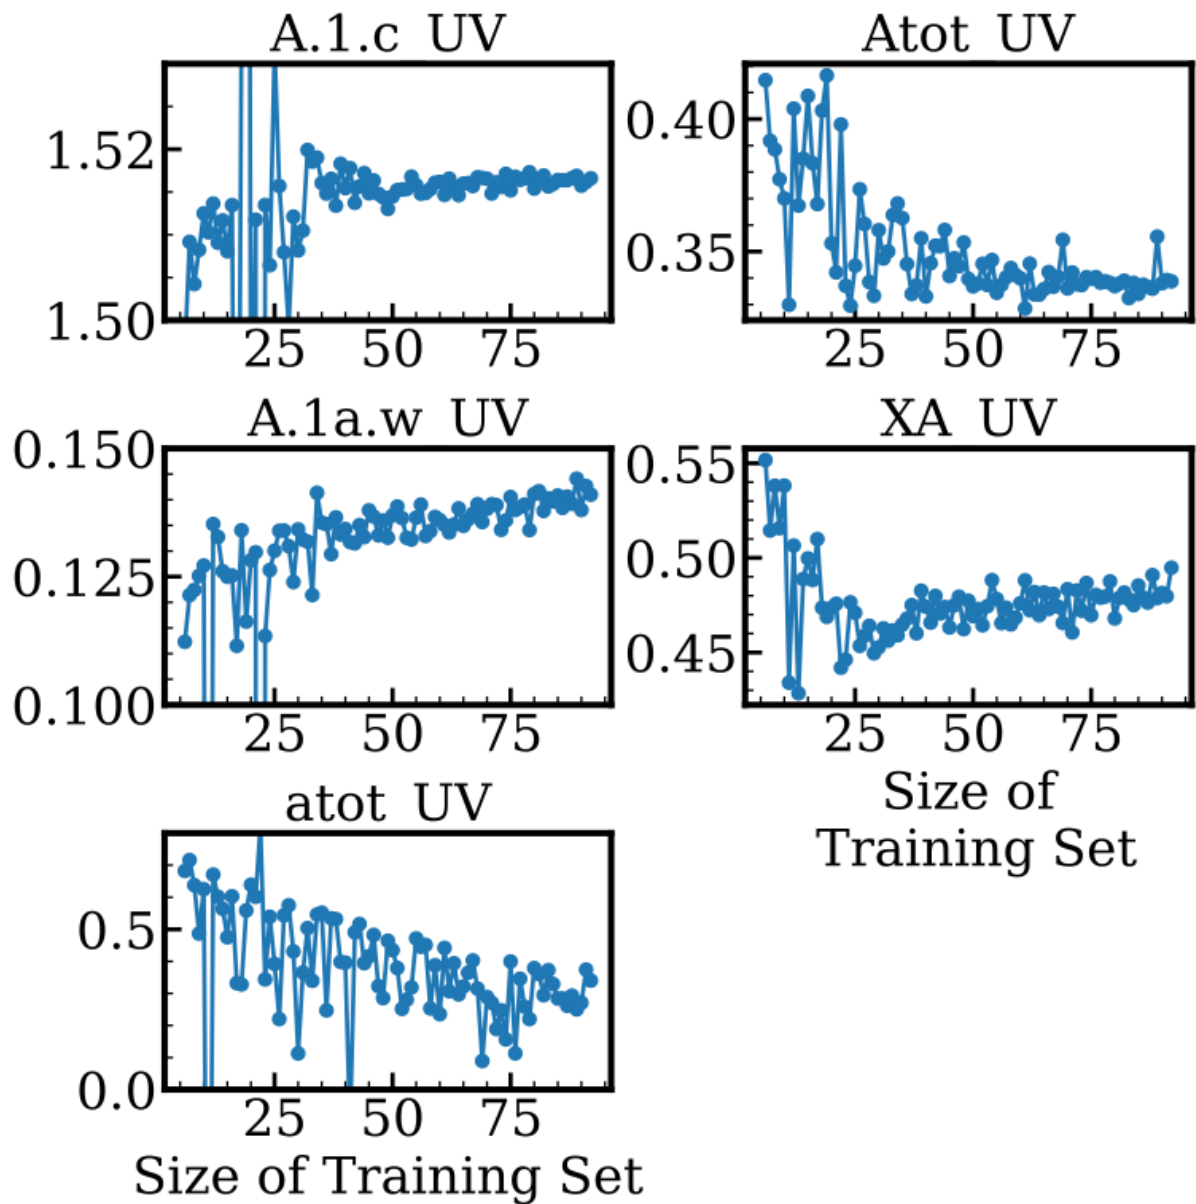 A.1.c UV
1.52
1.50
25 50 75
Atot UV
0.40
0.35
25 50 75
A.1a.w UV
0.150
0.125
0.100
25 50 75
XA UV
0.55
0.50
0.45
25 50 75
Size of
Training Set
atot UV
0.5
0.0
25 50 75
Size of Training Set